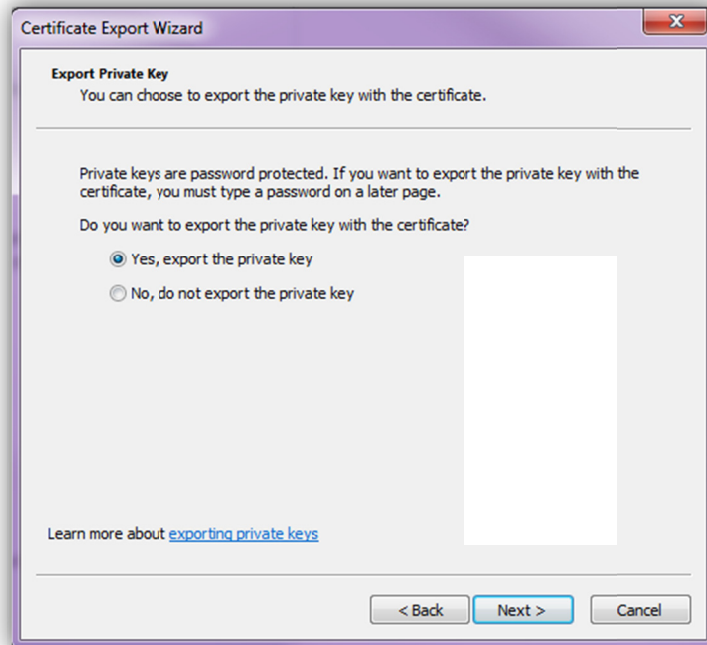 Certificate Export Wizard
Export Private Key
You can choose to export the private key with the certificate.
Private keys are password protected. If you want to export the private key with the
certificate, you must type a password on a later page.
Do you want to export the private key with the certificate?
Yes, export the private key
No, do not export the private key
Learn more about exporting private keys
< Back Next > Cancel